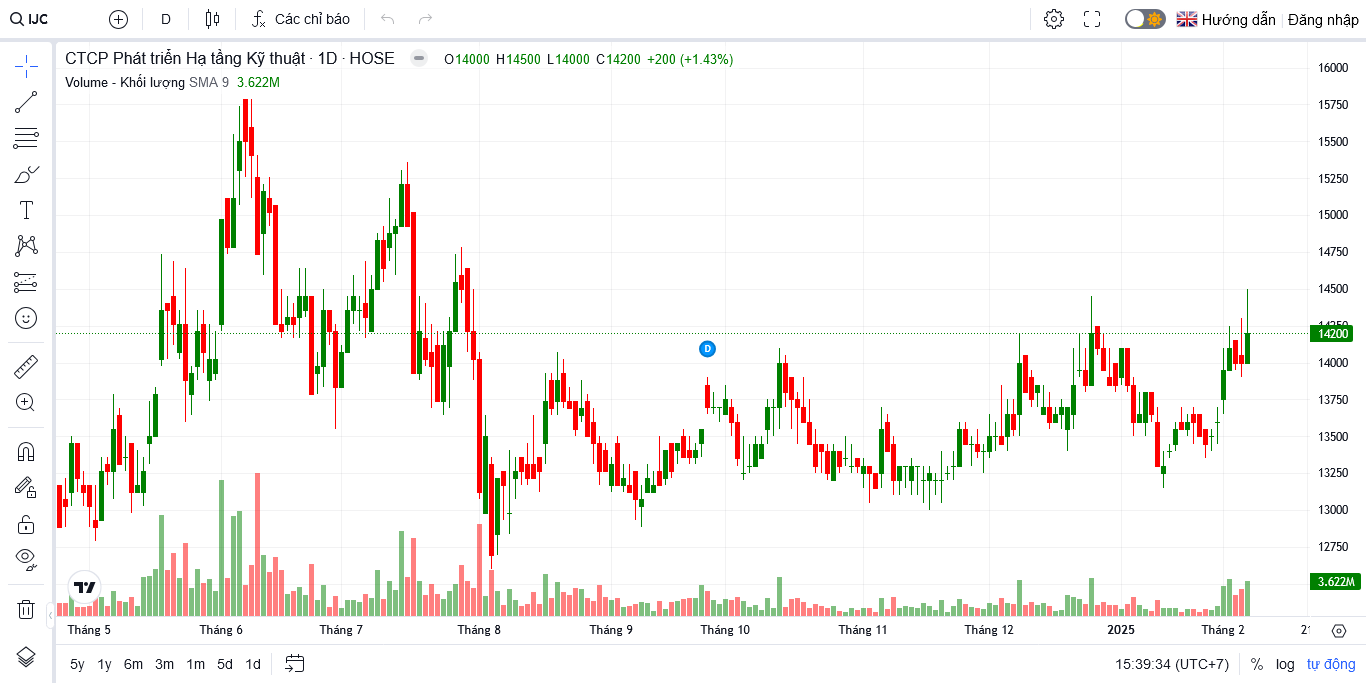 IJC D Các chỉ báo Hướng dẫn Đăng nhập
CTCP Phát triển Hạ tầng Kỹ thuật · 1D · HOSE O14000 H14500 L14000 C14200 +200 (+1.43%)
Volume - Khối lượng SMA 9 3.622M
16000
15750
15500
15250
15000
14750
14500
14250
14200
14000
13750
13500
13250
13000
12750
3.622M
D
Tháng 5 Tháng 6 Tháng 7 Tháng 8 Tháng 9 Tháng 10 Tháng 11 Tháng 12 2025 Tháng 2 21
5y 1y 6m 3m 1m 5d 1d 15:39:34 (UTC+7) % log tự động